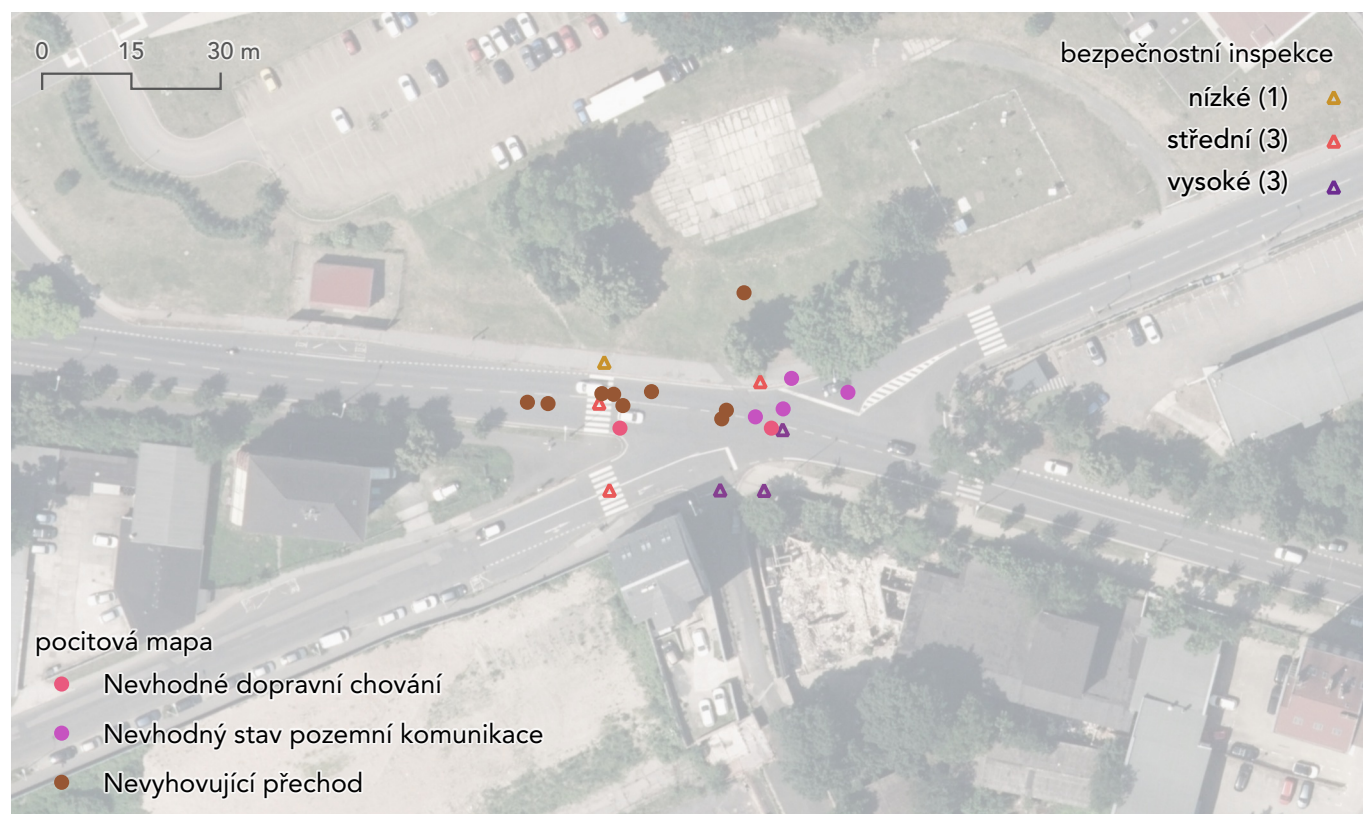 0 15 30 m
bezpečnostní inspekce
nízké (1)
střední (3)
vysoké (3)
pocitová mapa
Nevhodné dopravní chování
Nevhodný stav pozemní komunikace
Nevyhovující přechod